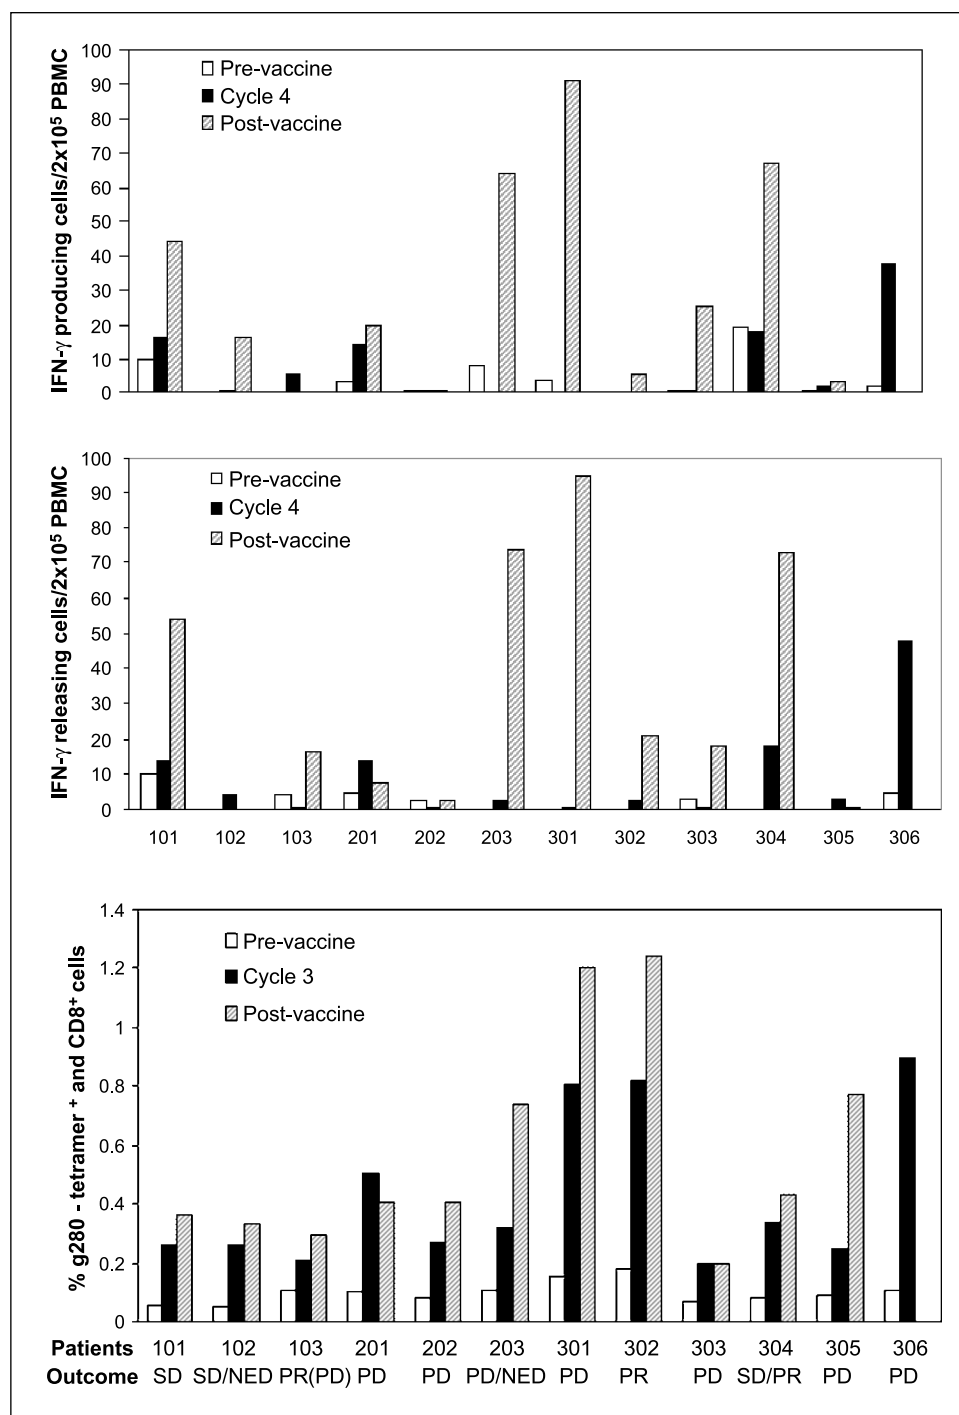 IFN-γ producing cells/2x10⁵ PBMC
100
90
80
70
60
50
40
30
20
10
0
Pre-vaccine
Cycle 4
Post-vaccine
IFN-γ releasing cells/2x10⁵ PBMC
100
90
80
70
60
50
40
30
20
10
0
Pre-vaccine
Cycle 4
Post-vaccine
101 102 103 201 202 203 301 302 303 304 305 306
% g280 - tetramer ⁺ and CD8⁺ cells
1.4
1.2
1
0.8
0.6
0.4
0.2
0
Pre-vaccine
Cycle 3
Post-vaccine
Patients 101 102 103 201 202 203 301 302 303 304 305 306
Outcome SD SD/NED PR(PD) PD PD PD/NED PD PR PD SD/PR PD PD